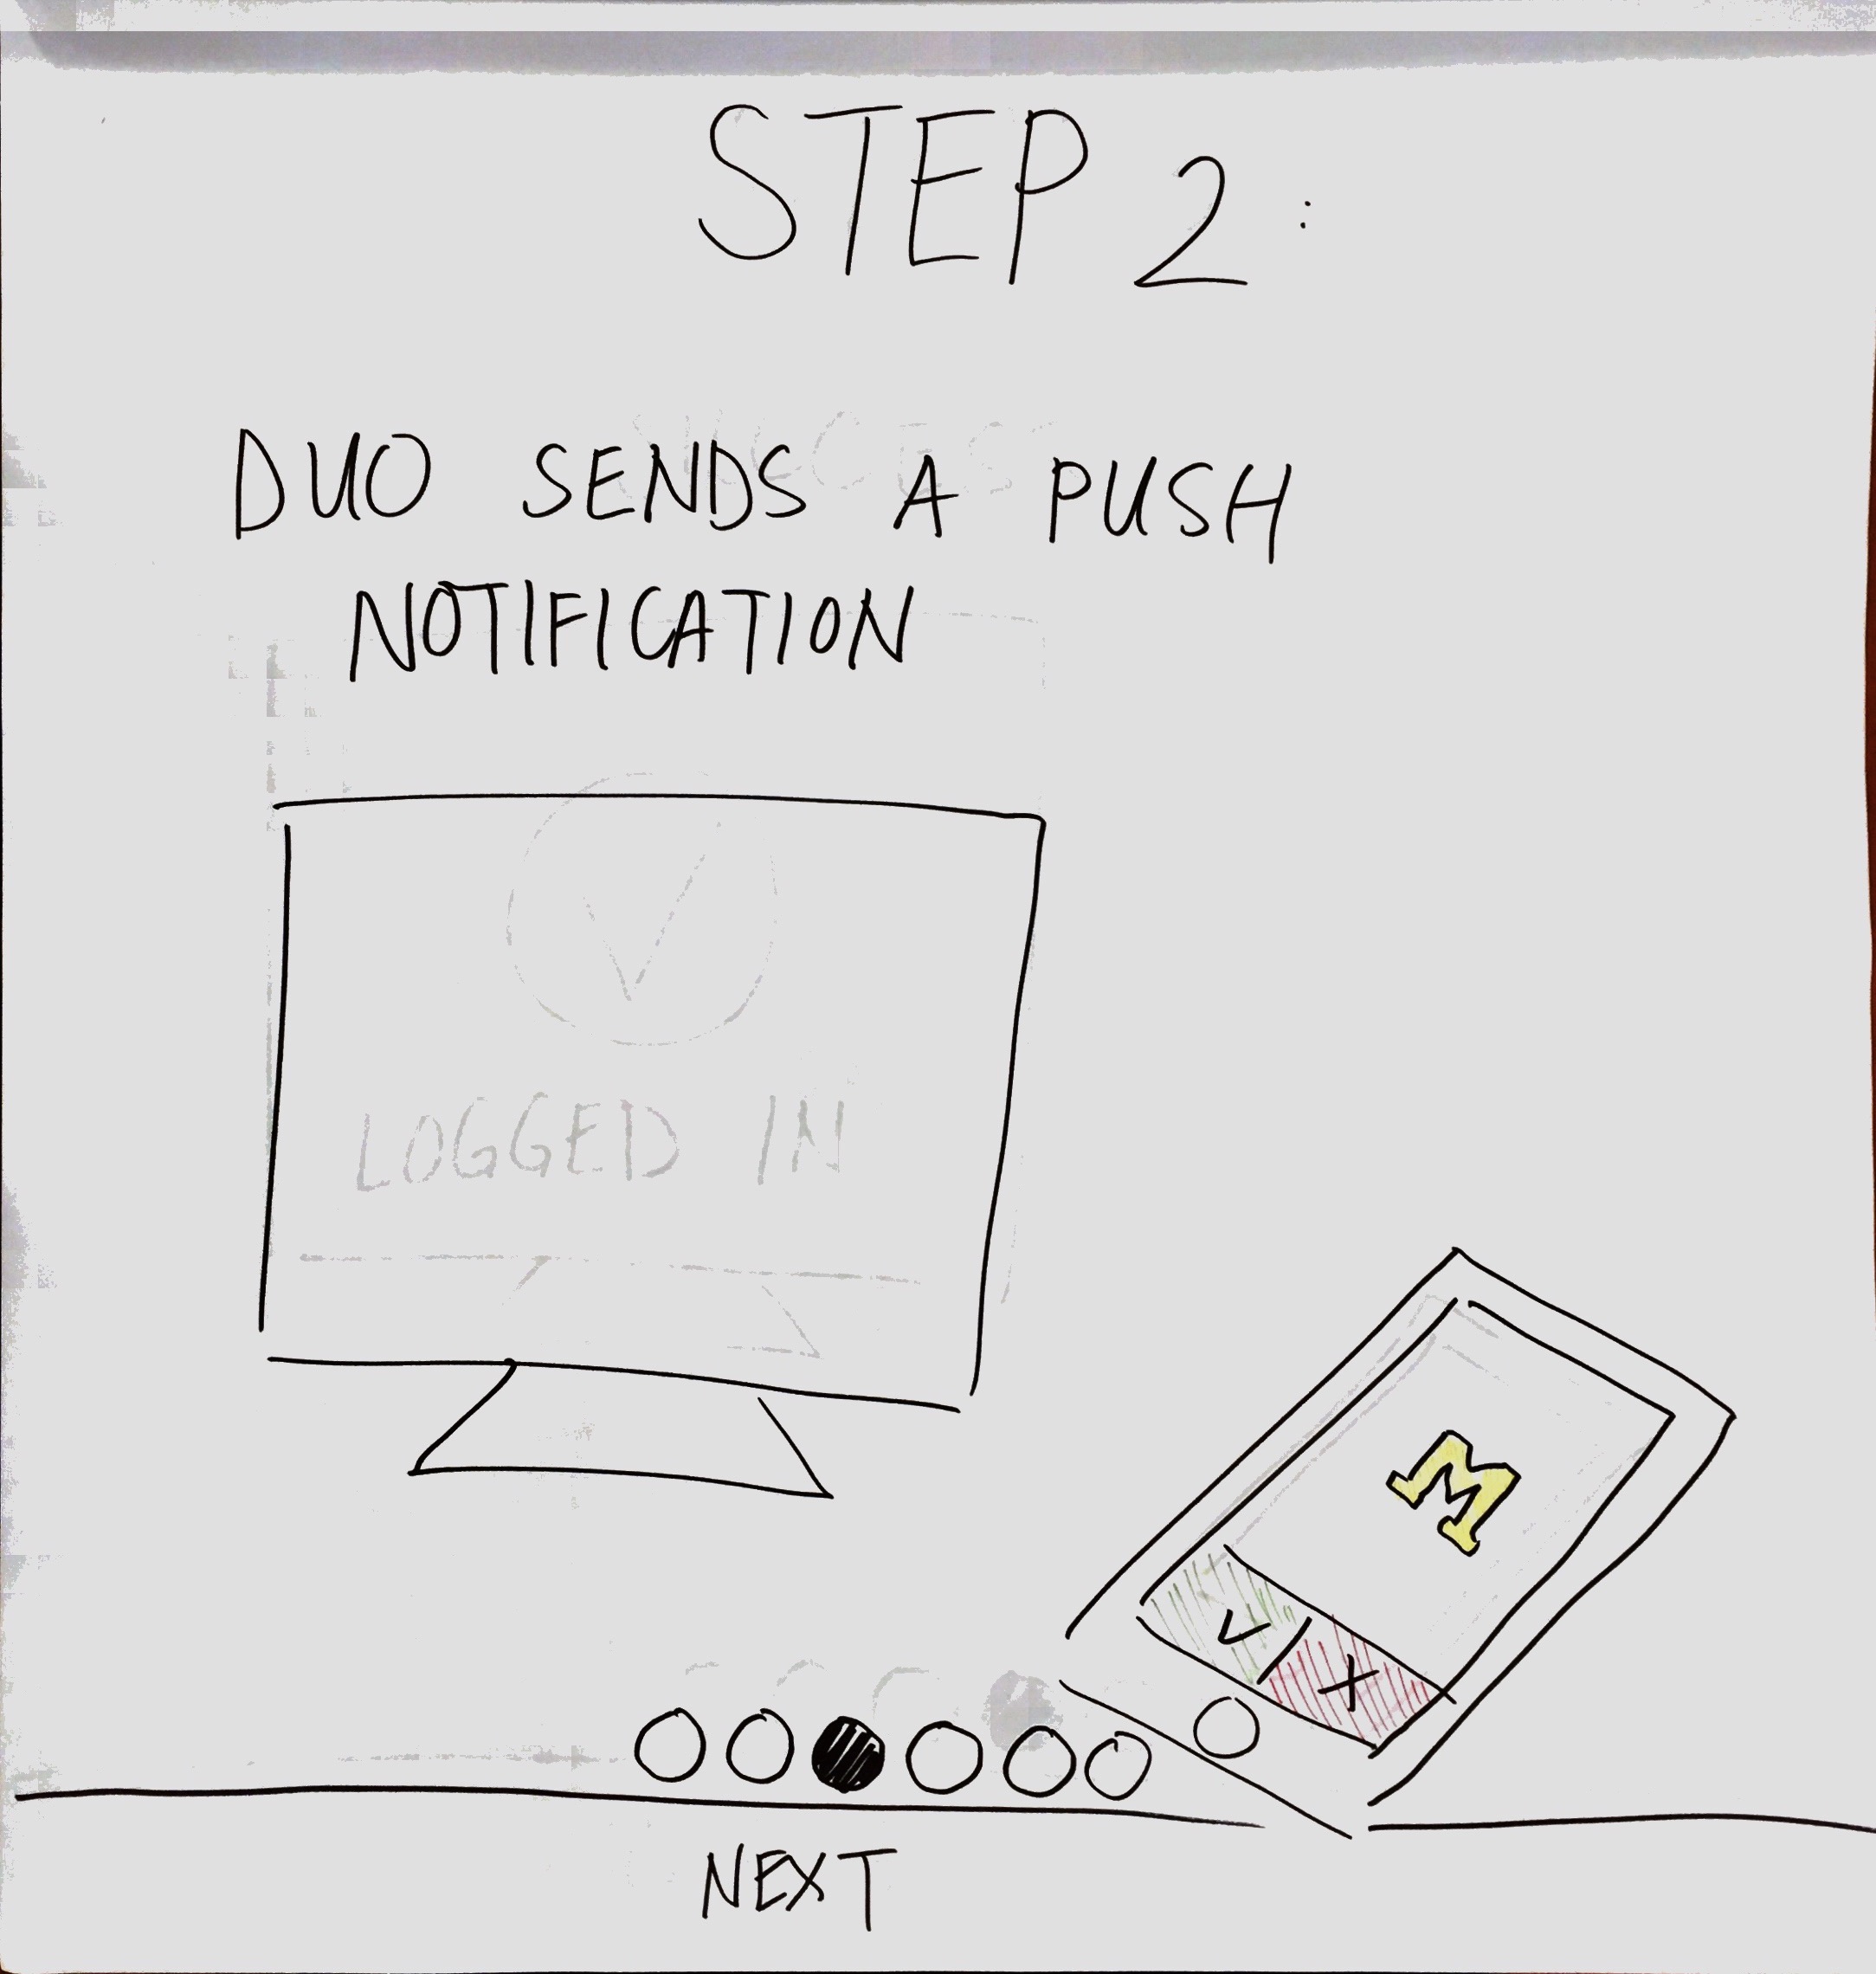 STEP 2:
DUO SENDS A PUSH
NOTIFICATION
LOGGED IN
M
NEXT